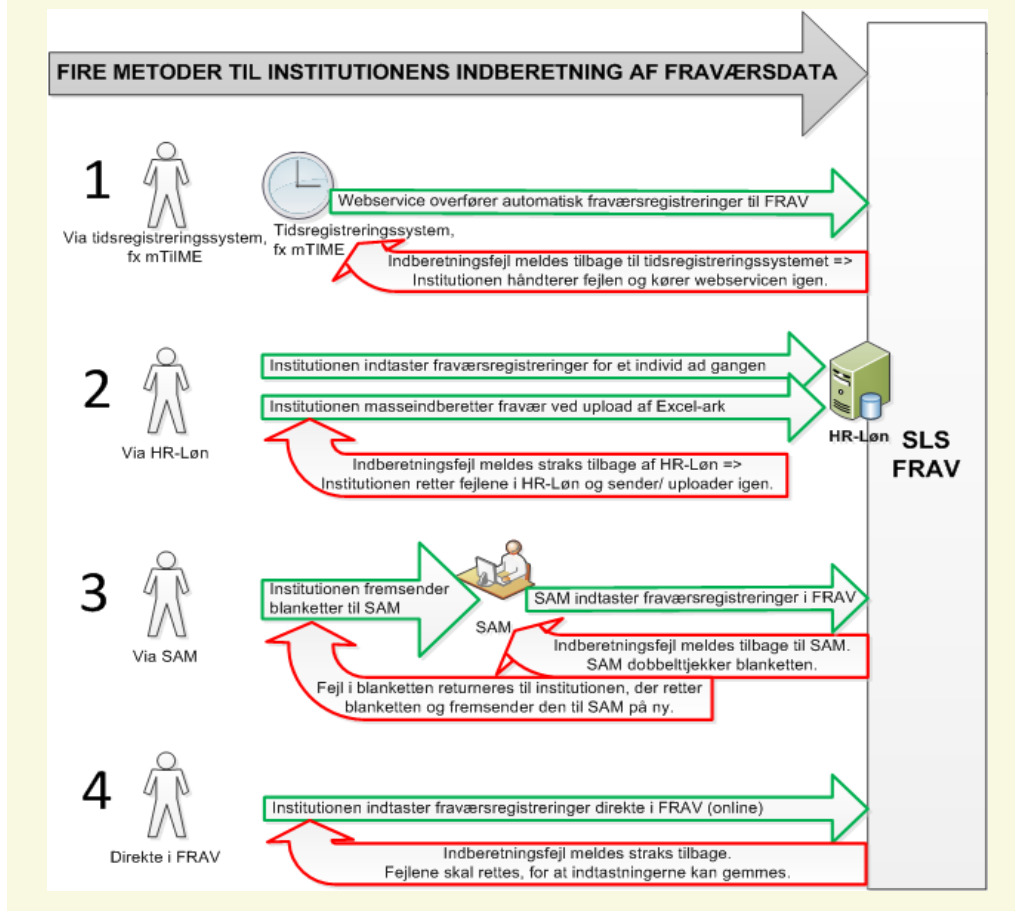 FIRE METODER TIL INSTITUTIONENS INDBERETNING AF FRAVÆRSDATA
1
Via tidsregistreringssystem,
fx mTilME
Tidsregistreringssystem,
fx mTIME
Webservice overfører automatisk fraværsregistreringer til FRAV
Indberetningsfejl meldes tilbage til tidsregistreringssystemet =>
Institutionen håndterer fejlen og kører webservicen igen.
2
Via HR-Løn
Institutionen indtaster fraværsregistreringer for et individ ad gangen
Institutionen masseindberetter fravær ved upload af Excel-ark
HR-Løn
Indberetningsfejl meldes straks tilbage af HR-Løn =>
Institutionen retter fejlene i HR-Løn og sender/ uploader igen.
SLS
FRAV
3
Via SAM
Institutionen fremsender
blanketter til SAM
SAM
SAM indtaster fraværsregistreringer i FRAV
Indberetningsfejl meldes tilbage til SAM.
SAM dobbelttjekker blanketten.
Fejl i blanketten returneres til institutionen, der retter
blanketten og fremsender den til SAM på ny.
4
Direkte i FRAV
Institutionen indtaster fraværsregistreringer direkte i FRAV (online)
Indberetningsfejl meldes straks tilbage.
Fejlene skal rettes, for at indtastningerne kan gemmes.